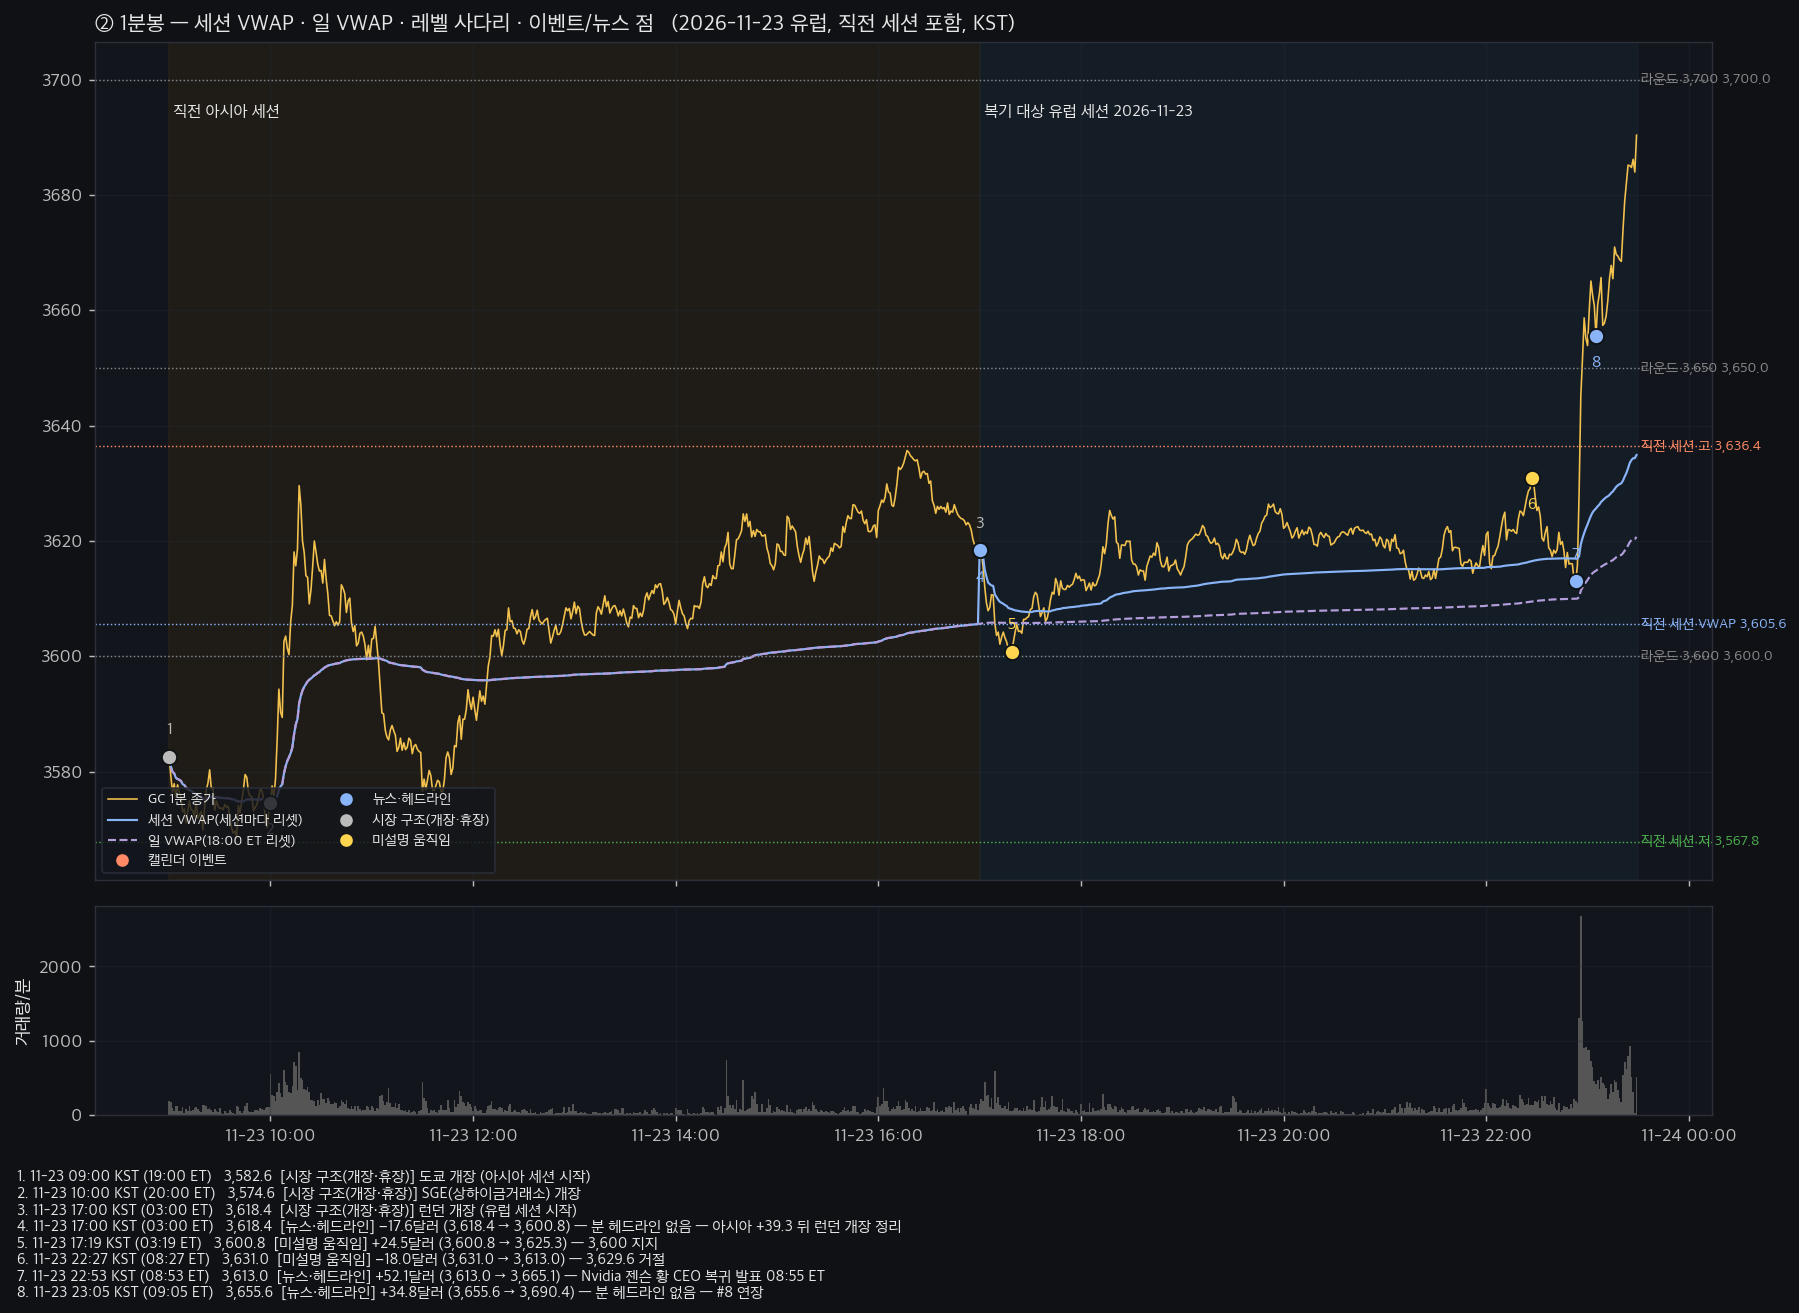 ② 1분봉 — 세션 VWAP · 일 VWAP · 레벨 사다리 · 이벤트/뉴스 점   (2026-11-23 유럽, 직전 세션 포함, KST)
3700
3680
3660
3640
3620
3600
3580
직전 아시아 세션
복기 대상 유럽 세션 2026-11-23
라운드 3,700 3,700.0
라운드 3,650 3,650.0
직전 세션 고 3,636.4
직전 세션 VWAP 3,605.6
라운드 3,600 3,600.0
직전 세션 저 3,567.8
1
3
4
5
6
7
8
GC 1분 종가
세션 VWAP(세션마다 리셋)
일 VWAP(18:00 ET 리셋)
캘린더 이벤트
뉴스·헤드라인
시장 구조(개장·휴장)
미설명 움직임
거래량/분
2000
1000
0
11-23 10:00
11-23 12:00
11-23 14:00
11-23 16:00
11-23 18:00
11-23 20:00
11-23 22:00
11-24 00:00
1. 11-23 09:00 KST (19:00 ET)   3,582.6  [시장 구조(개장·휴장)] 도쿄 개장 (아시아 세션 시작)
2. 11-23 10:00 KST (20:00 ET)   3,574.6  [시장 구조(개장·휴장)] SGE(상하이금거래소) 개장
3. 11-23 17:00 KST (03:00 ET)   3,618.4  [시장 구조(개장·휴장)] 런던 개장 (유럽 세션 시작)
4. 11-23 17:00 KST (03:00 ET)   3,618.4  [뉴스·헤드라인] −17.6달러 (3,618.4 → 3,600.8) — 분 헤드라인 없음 — 아시아 +39.3 뒤 런던 개장 정리
5. 11-23 17:19 KST (03:19 ET)   3,600.8  [미설명 움직임] +24.5달러 (3,600.8 → 3,625.3) — 3,600 지지
6. 11-23 22:27 KST (08:27 ET)   3,631.0  [미설명 움직임] −18.0달러 (3,631.0 → 3,613.0) — 3,629.6 거절
7. 11-23 22:53 KST (08:53 ET)   3,613.0  [뉴스·헤드라인] +52.1달러 (3,613.0 → 3,665.1) — Nvidia 젠슨 황 CEO 복귀 발표 08:55 ET
8. 11-23 23:05 KST (09:05 ET)   3,655.6  [뉴스·헤드라인] +34.8달러 (3,655.6 → 3,690.4) — 분 헤드라인 없음 — #8 연장